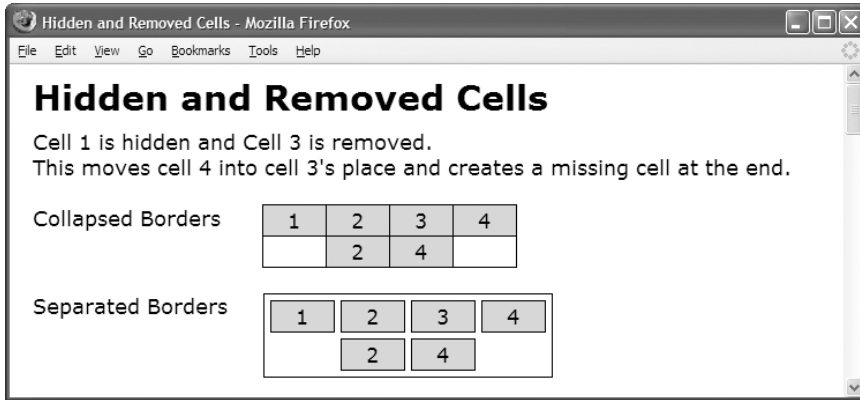 Hidden and Removed Cells - Mozilla Firefox
File Edit View Go Bookmarks Tools Help
Hidden and Removed Cells
Cell 1 is hidden and Cell 3 is removed.
This moves cell 4 into cell 3's place and creates a missing cell at the end.
Collapsed Borders 1 2 3 4
2 4
Separated Borders 1 2 3 4
2 4